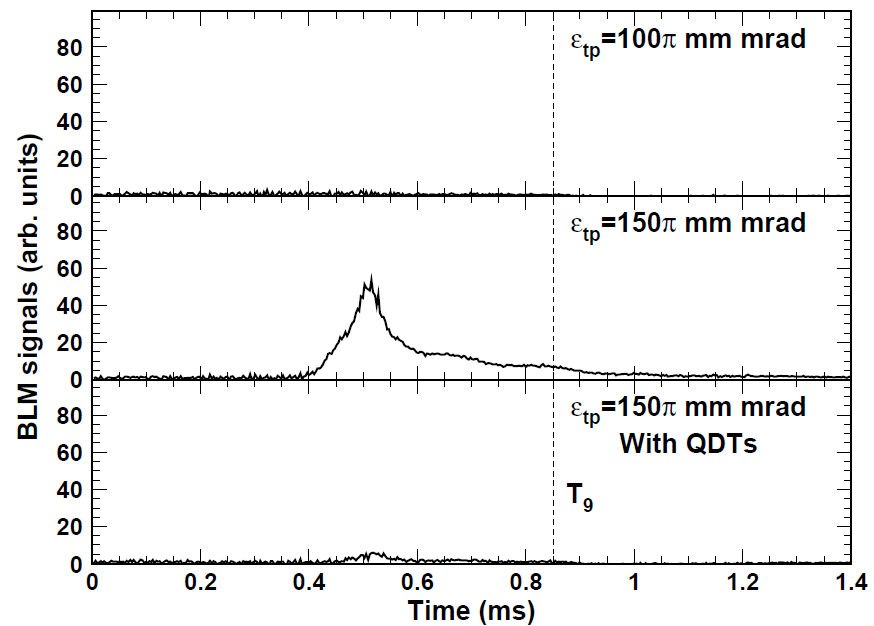 BLM signals (arb. units)
80
60
40
20
0
εtp=100π mm mrad
80
60
40
20
0
εtp=150π mm mrad
80
60
40
20
0
εtp=150π mm mrad
With QDTs
T9
0 0.2 0.4 0.6 0.8 1 1.2 1.4
Time (ms)